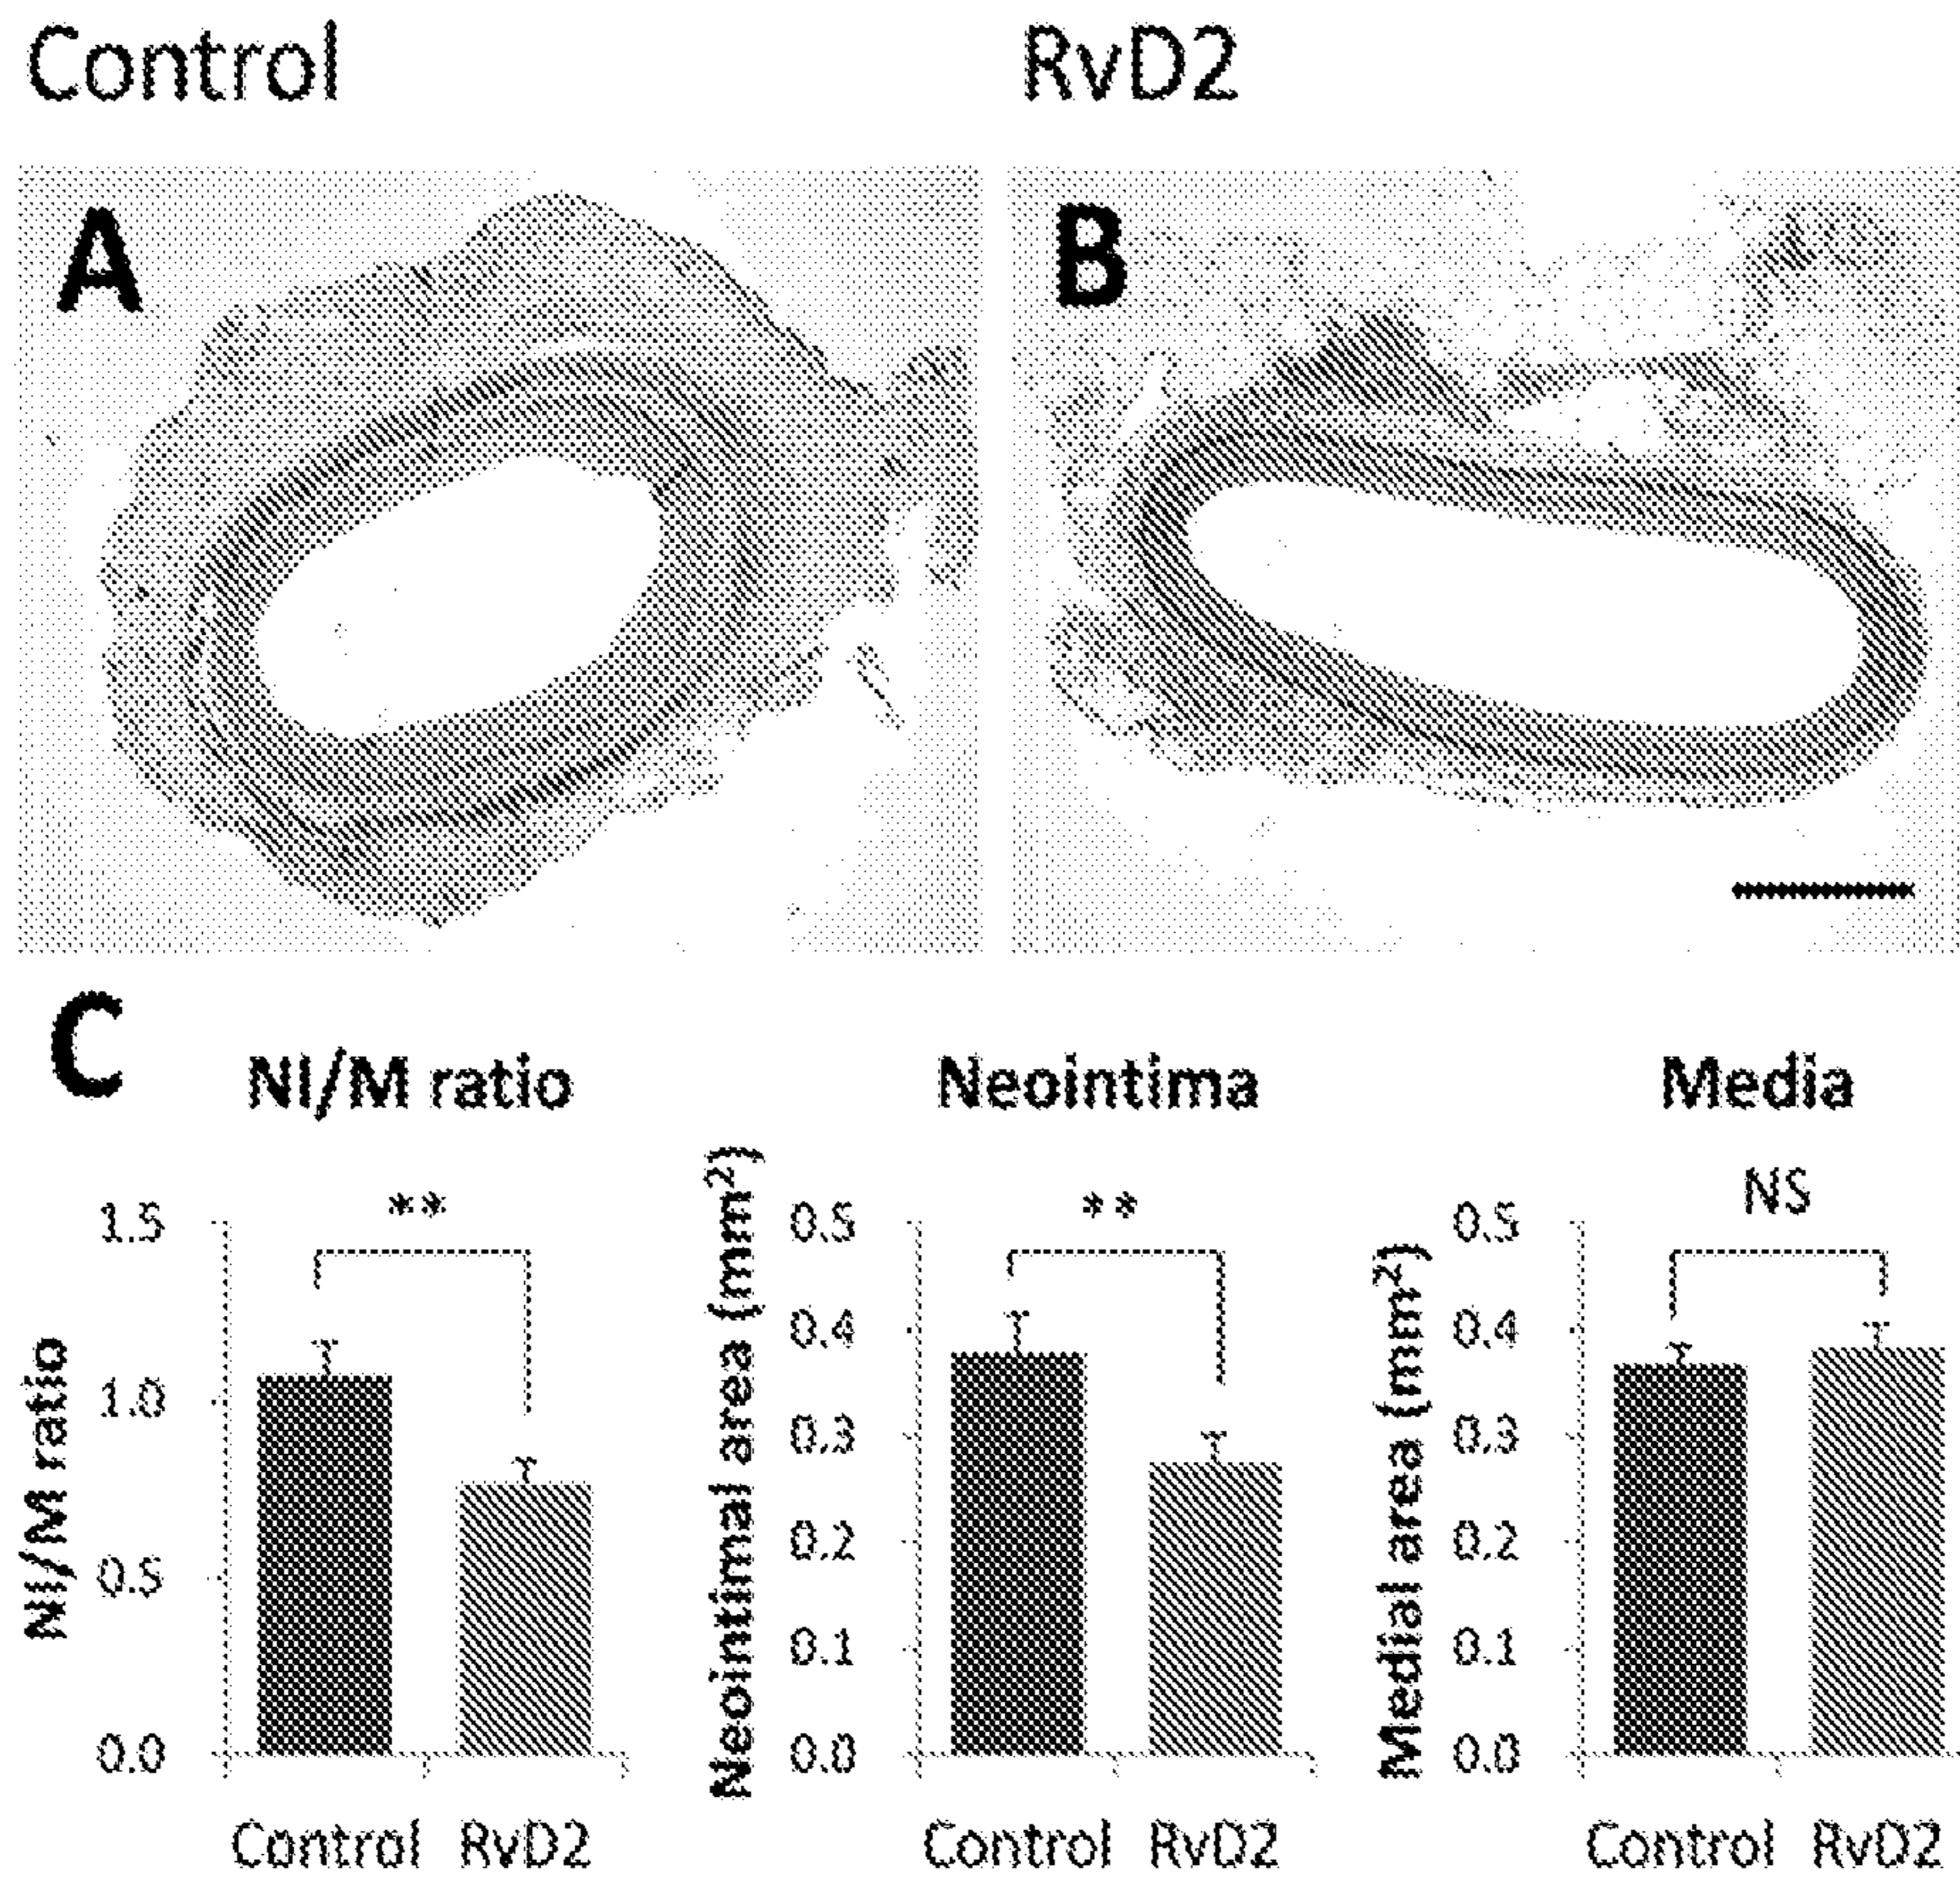 Control RvD2
A B
C
NI/M ratio Neointima Media
** ** NS
NI/M ratio
1.5
1.0
0.5
0.0
Control RvD2
Neointimal area (mm²)
0.5
0.4
0.3
0.2
0.1
0.0
Control RvD2
Medial area (mm²)
0.5
0.4
0.3
0.2
0.1
0.0
Control RvD2